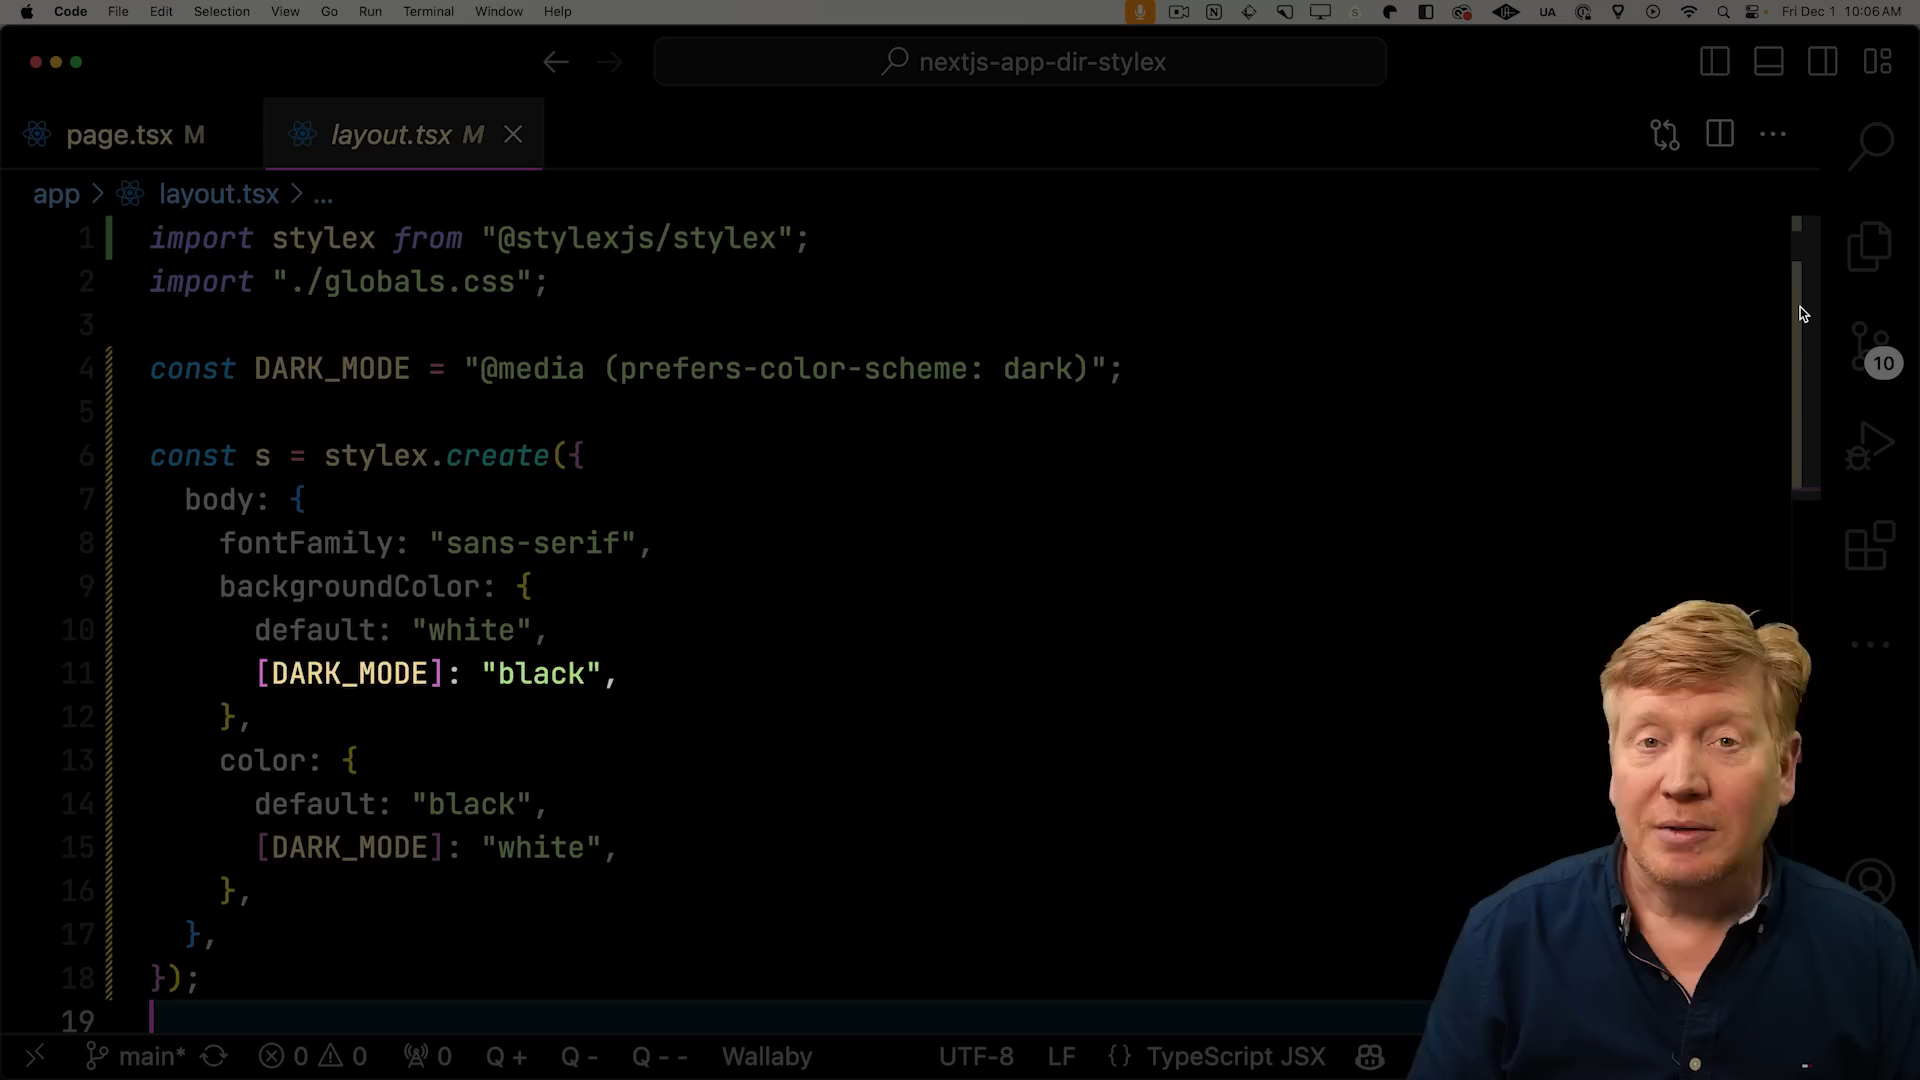 Code File Edit Selection View Go Run Terminal Window Help UA Fri Dec 1 10:06 AM
nextjs-app-dir-stylex
page.tsx M layout.tsx M
app > layout.tsx > ...
1 import stylex from "@stylexjs/stylex";
2 import "./globals.css";
3
4 const DARK_MODE = "@media (prefers-color-scheme: dark)";
5
6 const s = stylex.create({
7 body: {
8 fontFamily: "sans-serif",
9 backgroundColor: {
10 default: "white",
11 [DARK_MODE]: "black",
12 },
13 color: {
14 default: "black",
15 [DARK_MODE]: "white",
16 },
17 },
18 });
19
10
main* 0 0 0 Q + Q - Q - - Wallaby UTF-8 LF {} TypeScript JSX